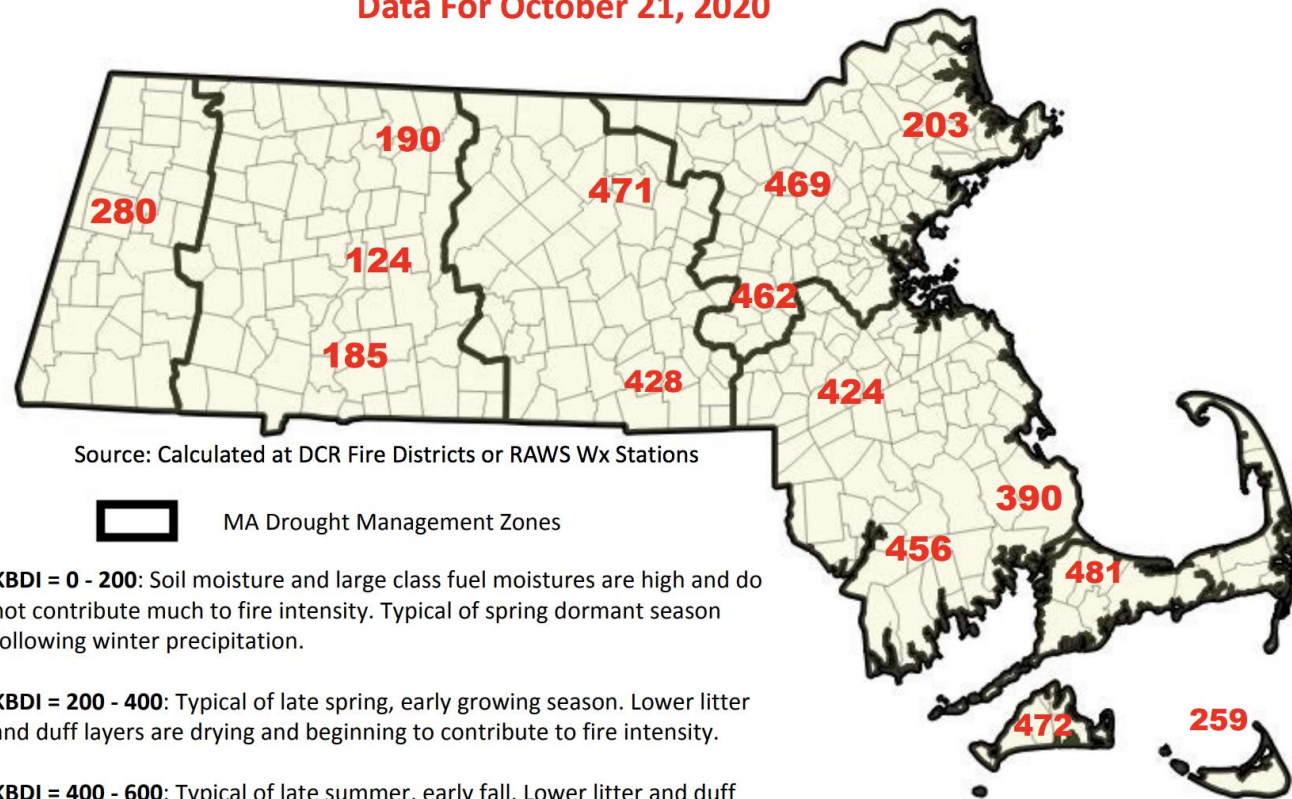 Data For October 21, 2020
203
190
469
471
280
124
462
185
428
424
Source: Calculated at DCR Fire Districts or RAWS Wx Stations
390
MA Drought Management Zones
456
481
KBDI = 0 - 200: Soil moisture and large class fuel moistures are high and do
not contribute much to fire intensity. Typical of spring dormant season
following winter precipitation.
KBDI = 200 - 400: Typical of late spring, early growing season. Lower litter
and duff layers are drying and beginning to contribute to fire intensity.
472
259
KBDI = 400 - 600: Typical of late summer, early fall. Lower litter and duff